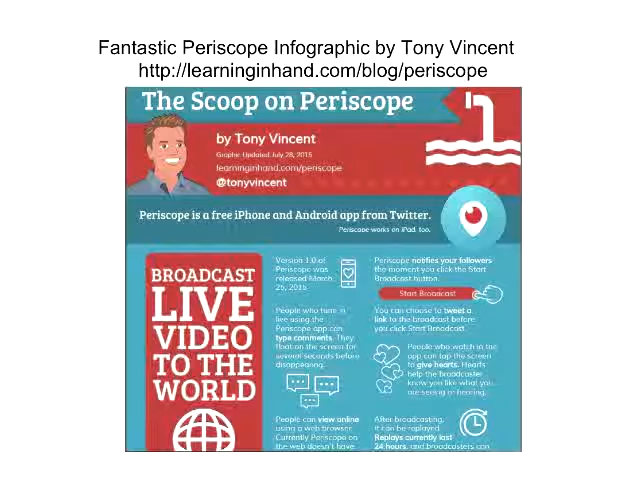 Fantastic Periscope Infographic by Tony Vincent
http://learninginhand.com/blog/periscope
The Scoop on Periscope
by Tony Vincent
Graphic Updated July 28, 2015
learninginhand.com/periscope
@tonyvincent
Periscope is a free iPhone and Android app from Twitter.
Periscope works on iPad, too.
BROADCAST
LIVE
VIDEO
TO THE
WORLD
Version 1.0 of
Periscope was
released March
25, 2015
People who tune in
live using the
Periscope app can
type comments. They
float on the screen for
several seconds before
disappearing.
People can view online
using a web browser.
Currently Periscope on
the web doesn't have
Periscope notifies your followers
the moment you click the Start
Broadcast button.
Start Broadcast
You can choose to tweet a
link to the broadcast before
you click Start Broadcast.
People who watch in the
app can tap the screen
to give hearts. Hearts
help the broadcaster
know you like what you
are seeing or hearing.
After broadcasting,
it can be replayed.
Replays currently last
24 hours, and broadcasters can